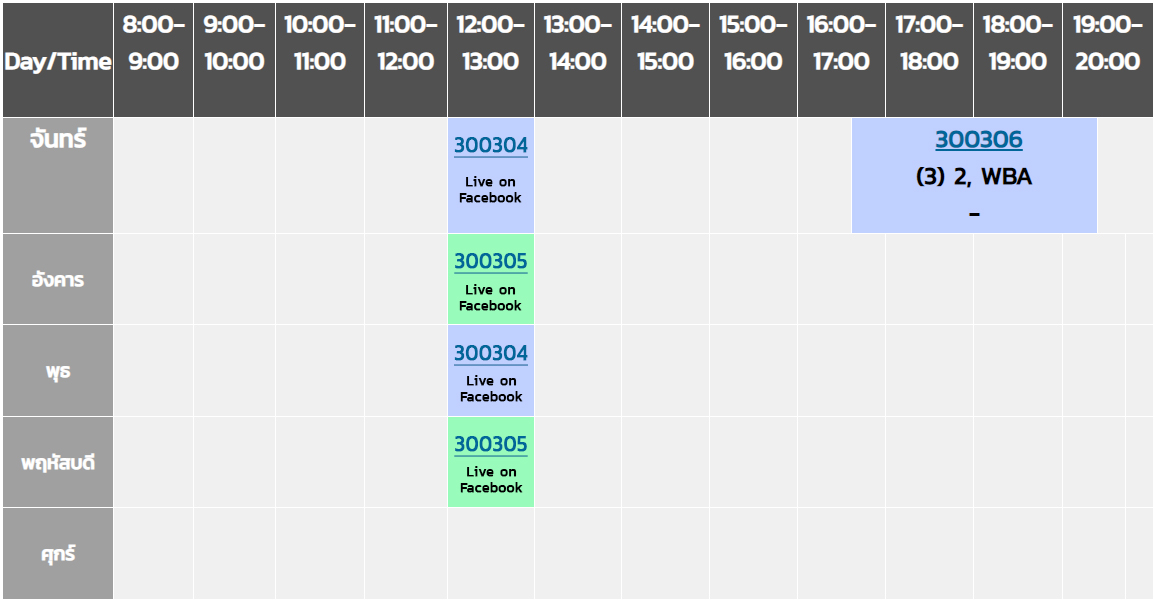 Day/Time
8:00-
9:00
9:00-
10:00
10:00-
11:00
11:00-
12:00
12:00-
13:00
13:00-
14:00
14:00-
15:00
15:00-
16:00
16:00-
17:00
17:00-
18:00
18:00-
19:00
19:00-
20:00
จันทร์
300304
Live on
Facebook
300306
(3) 2, WBA
-
อังคาร
300305
Live on
Facebook
พุธ
300304
Live on
Facebook
พฤหัสบดี
300305
Live on
Facebook
ศุกร์